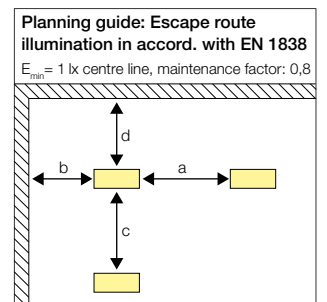 Planning guide: Escape route
illumination in accord. with EN 1838
Emin= 1 lx centre line, maintenance factor: 0,8
d
b
a
c